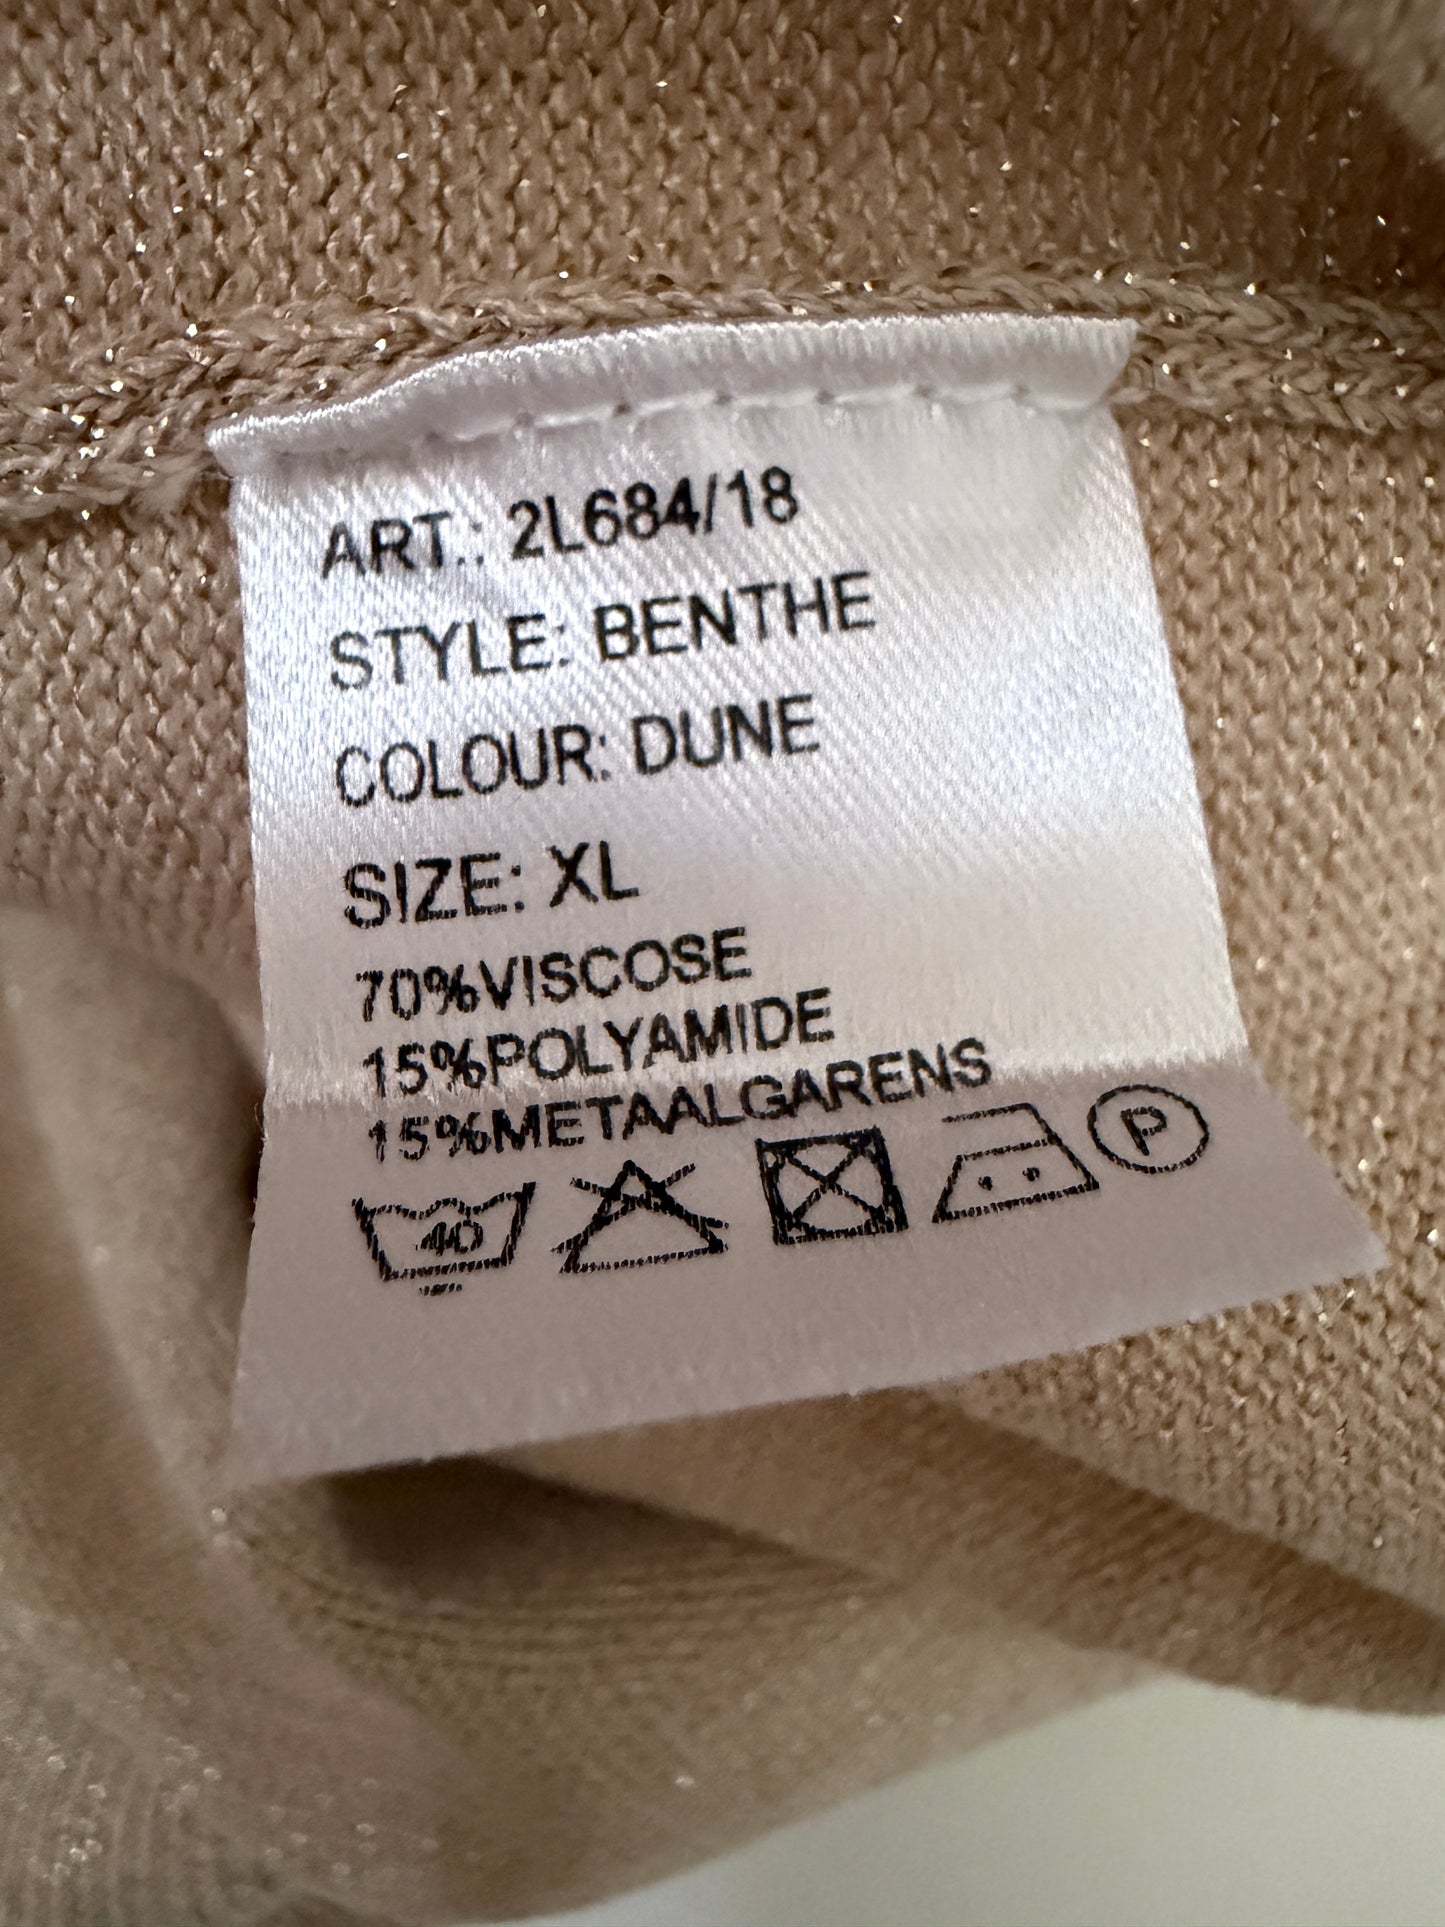 ART.: 2L684/18
STYLE: BENTHE
COLOUR: DUNE
SIZE: XL
70%VISCOSE
15%POLYAMIDE
15%METAALGARENS
40 P